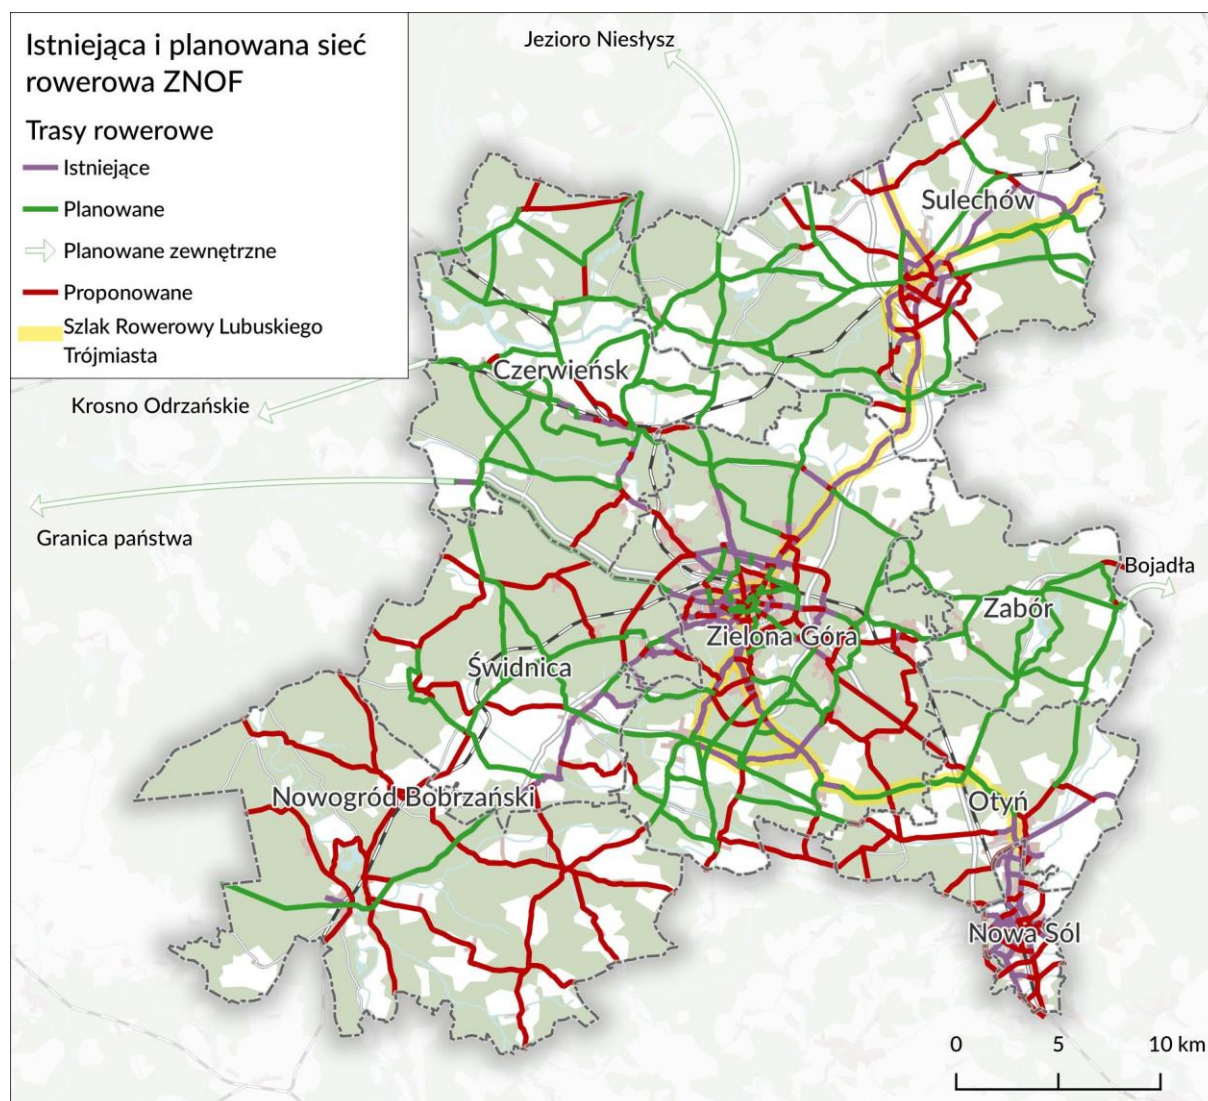 Istniejąca i planowana sieć
rowerowa ZNOF
Trasy rowerowe
Istniejące
Planowane
Planowane zewnętrzne
Proponowane
Szlak Rowerowy Lubuskiego
Trójmiasta
Jezioro Niesłysz
Sulechów
Czerwieńsk
Krosno Odrzańskie
Granica państwa
Bojadła
Zabór
Zielona Góra
Świdnica
Nowogród Bobrzański
Otyń
Nowa Sól
0 5 10 km